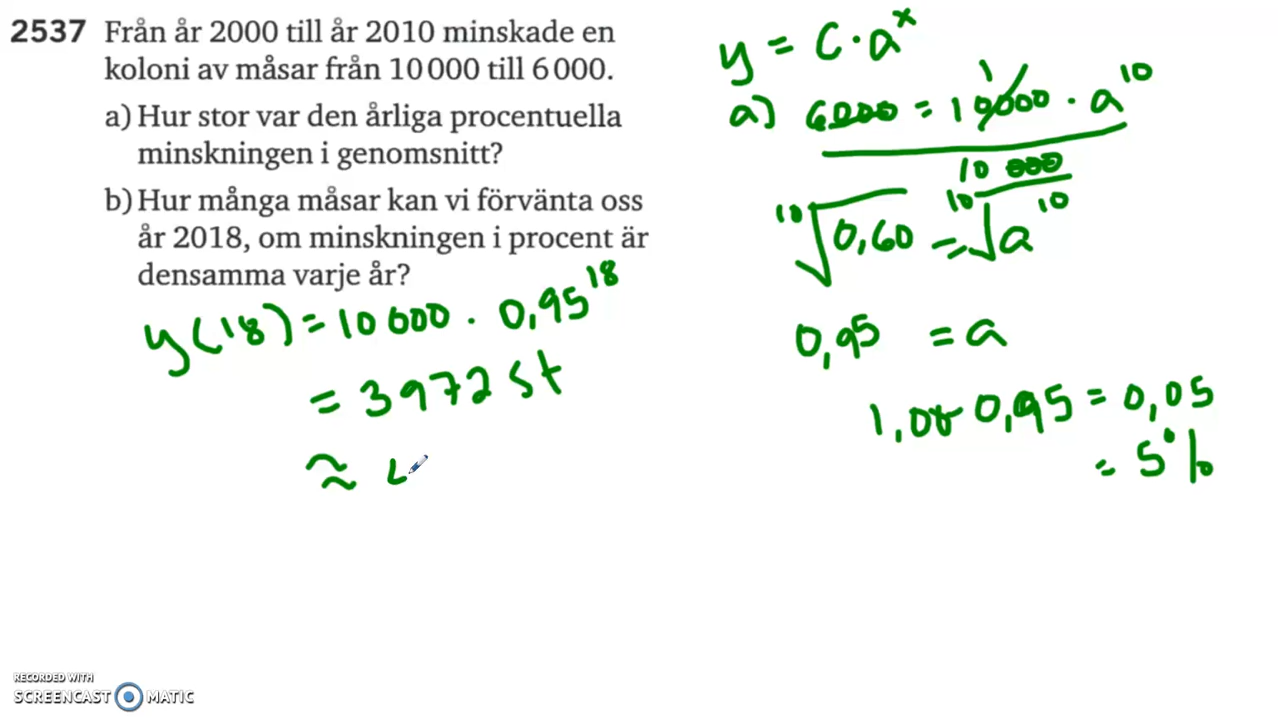 2537 Från år 2000 till år 2010 minskade en
koloni av måsar från 10 000 till 6 000.
a) Hur stor var den årliga procentuella
minskningen i genomsnitt?
b) Hur många måsar kan vi förvänta oss
år 2018, om minskningen i procent är
densamma varje år?
y(18) = 10 000 · 0,95^18
= 3972 st
≈ 4
y = C · a^x
a) 6000 = 10000 · a^10
1
10 000
10√0,60 = 10√a^10
0,95 = a
1,00 - 0,95 = 0,05
= 5%
RECORDED WITH
SCREENCAST MATIC